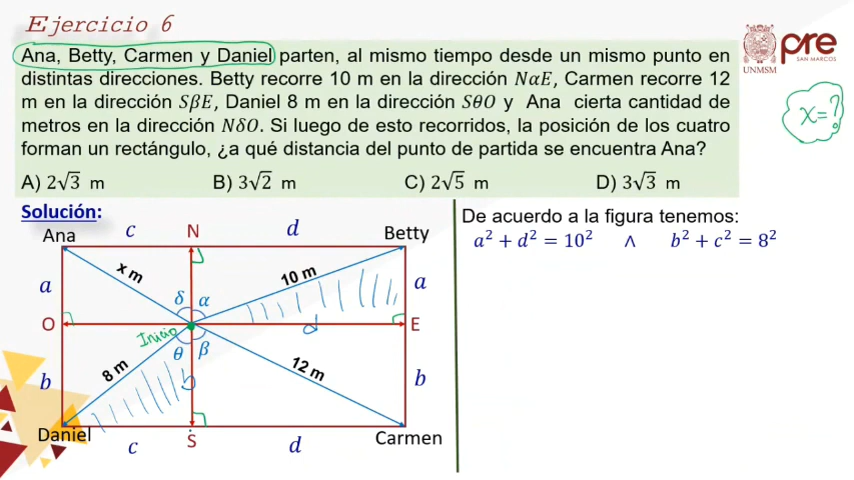 Ejercicio 6
Ana, Betty, Carmen y Daniel parten, al mismo tiempo desde un mismo punto en
distintas direcciones. Betty recorre 10 m en la dirección NαE, Carmen recorre 12
m en la dirección SβE, Daniel 8 m en la dirección SθO y Ana cierta cantidad de
metros en la dirección NδO. Si luego de esto recorridos, la posición de los cuatro
forman un rectángulo, ¿a qué distancia del punto de partida se encuentra Ana?
A) 2√3 m B) 3√2 m C) 2√5 m D) 3√3 m
UNMSM
pre
SAN MARCOS
x=?
Solución:
Ana c N d Betty
x m 10 m
a δ α a
O Inicio d E
θ β
8 m b 12 m
b b
Daniel c S d Carmen
De acuerdo a la figura tenemos:
a² + d² = 10² ∧ b² + c² = 8²